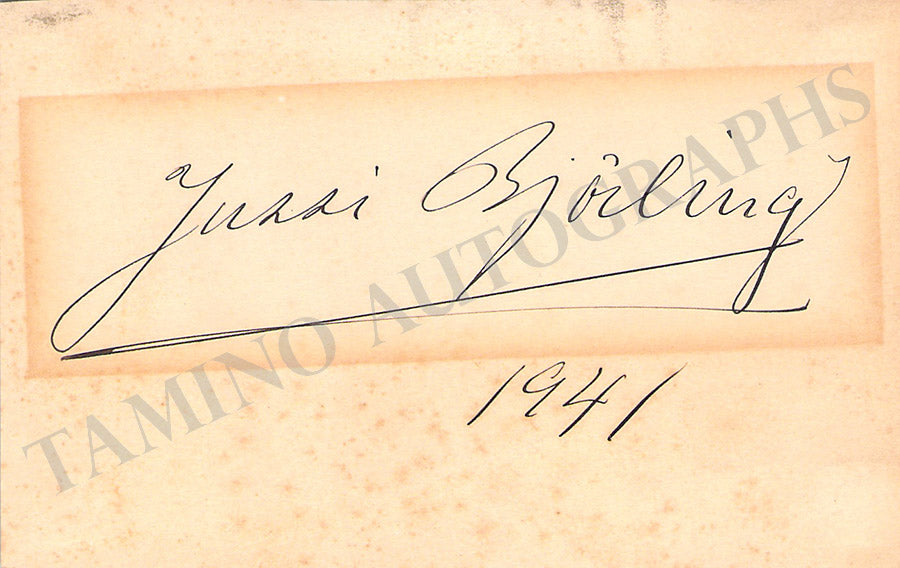 Jussi Björling
1941
TAMINO AUTOGRAPHS